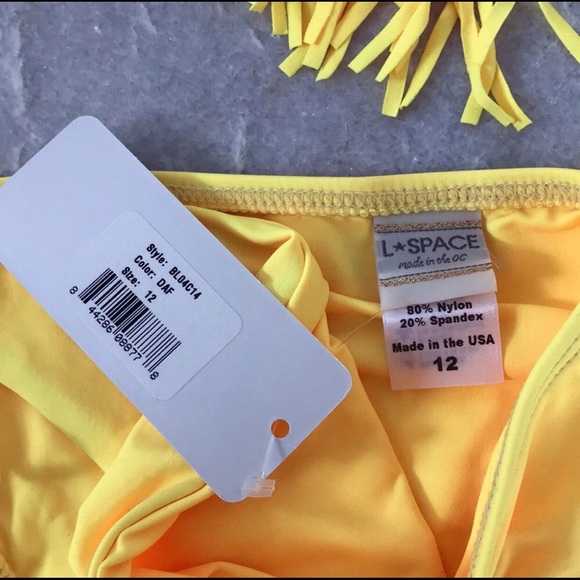 Style: BL04C14
Color: DAF
Size: 12
8 44286 08877 8
L★SPACE
made in the OC
80% Nylon
20% Spandex
Made in the USA
12